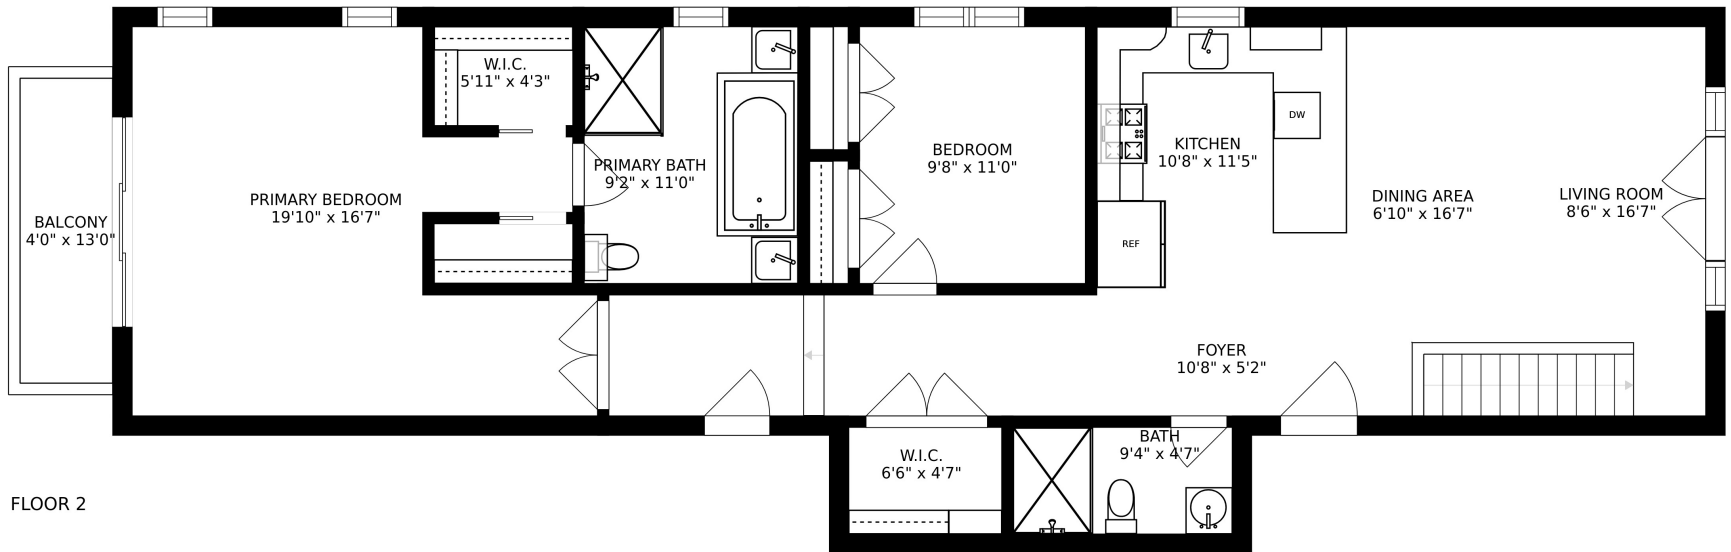 W.I.C.
5'11" x 4'3"
PRIMARY BEDROOM
19'10" x 16'7"
BALCONY
4'0" x 13'0"
PRIMARY BATH
9'2" x 11'0"
BEDROOM
9'8" x 11'0"
KITCHEN
10'8" x 11'5"
DW
REF
DINING AREA
6'10" x 16'7"
LIVING ROOM
8'6" x 16'7"
FOYER
10'8" x 5'2"
W.I.C.
6'6" x 4'7"
BATH
9'4" x 4'7"
FLOOR 2